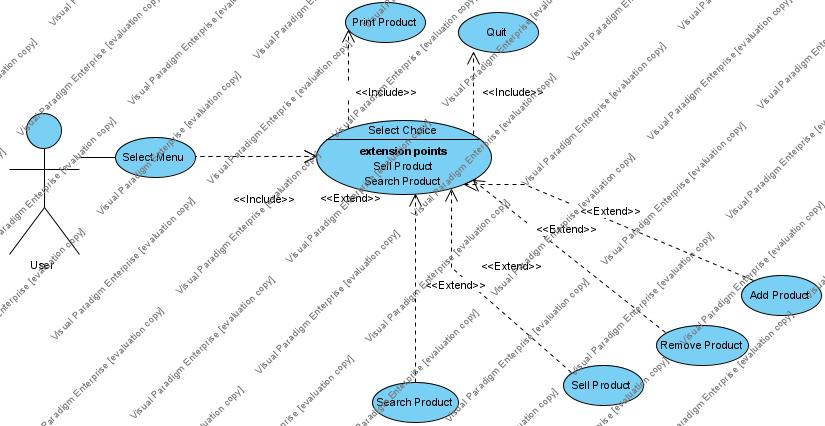 Print Product
Quit
<<Include>>
<<Include>>
Select Choice
extension points
Sell Product
Search Product
Select Menu
<<Include>>
<<Extend>>
<<Extend>>
<<Extend>>
<<Extend>>
<<Extend>>
User
Add Product
Remove Product
Sell Product
Search Product
Visual Paradigm Enterprise [evaluation copy]